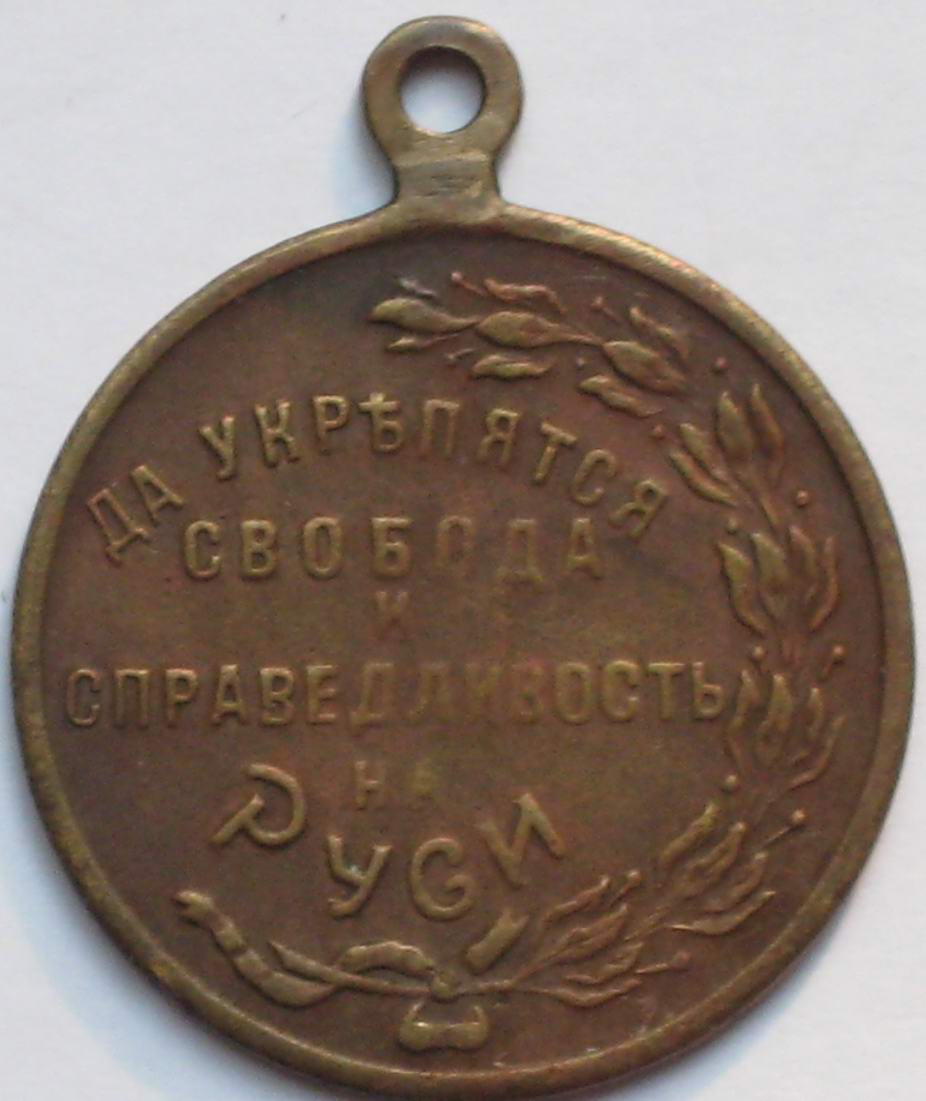 ДА УКРѢПЯТСЯ
СВОБОДА
И
СПРАВЕДЛИВОСТЬ
НА
РУСИ